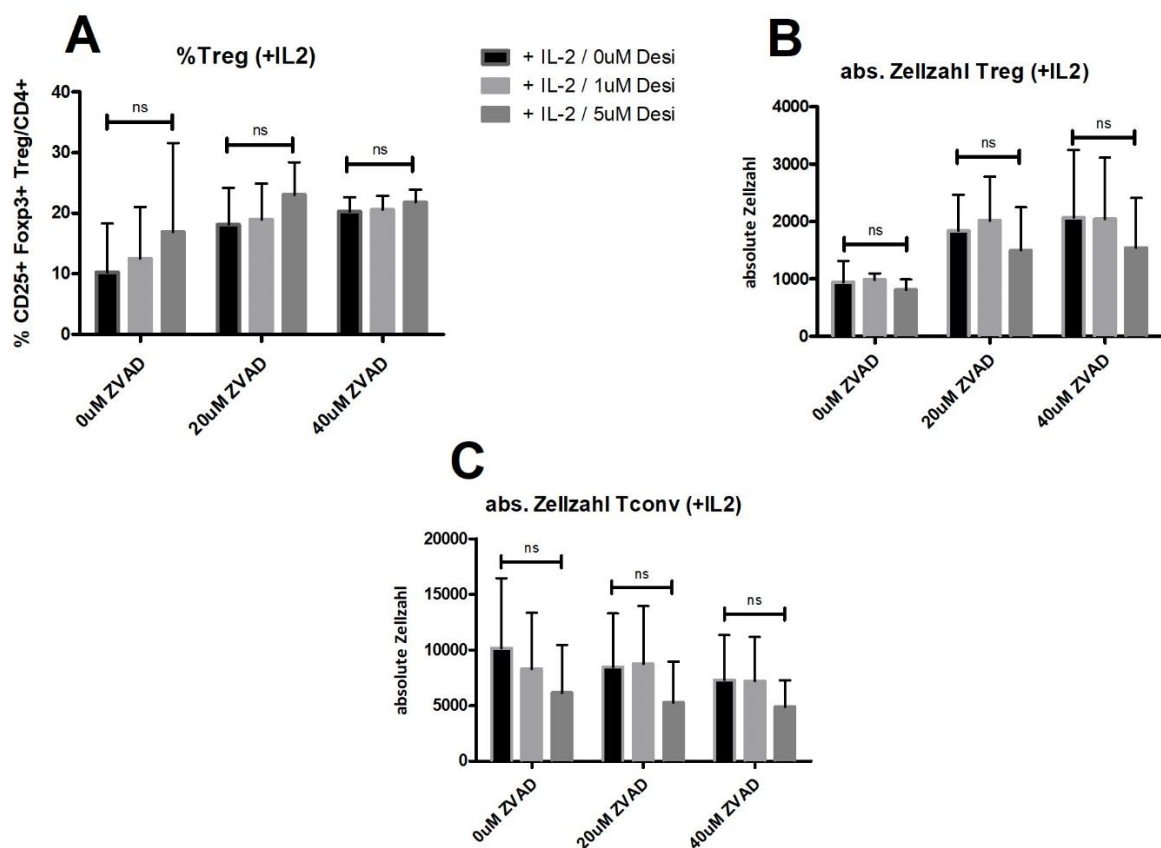 A
%Treg (+IL2)
% CD25+ Foxp3+ Treg/CD4+
40
30
20
10
0
ns
ns
ns
0uM ZVAD
20uM ZVAD
40uM ZVAD
+ IL-2 / 0uM Desi
+ IL-2 / 1uM Desi
+ IL-2 / 5uM Desi
B
abs. Zellzahl Treg (+IL2)
absolute Zellzahl
4000
3000
2000
1000
0
ns
ns
ns
0uM ZVAD
20uM ZVAD
40uM ZVAD
C
abs. Zellzahl Tconv (+IL2)
absolute Zellzahl
20000
15000
10000
5000
0
ns
ns
ns
0uM ZVAD
20uM ZVAD
40uM ZVAD